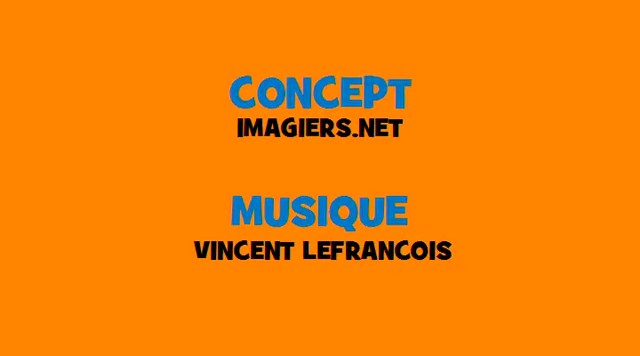 CONCEPT
IMAGIERS.NET
MUSIQUE
VINCENT LEFRANCOIS